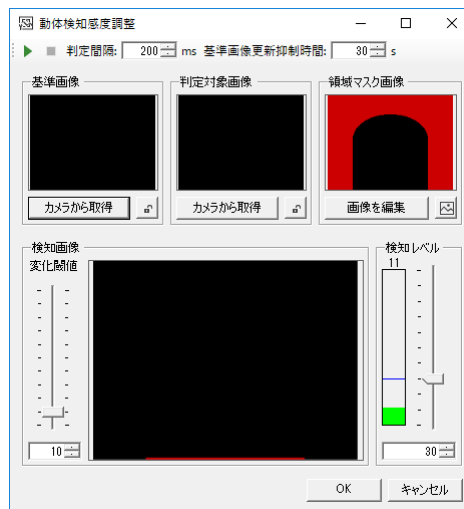 動体検知感度調整
判定間隔: 200 ms 基準画像更新抑制時間: 30 s
基準画像 判定対象画像 領域マスク画像
カメラから取得 カメラから取得 画像を編集
検知画像 検知レベル
変化閾値 11
10 30
OK キャンセル